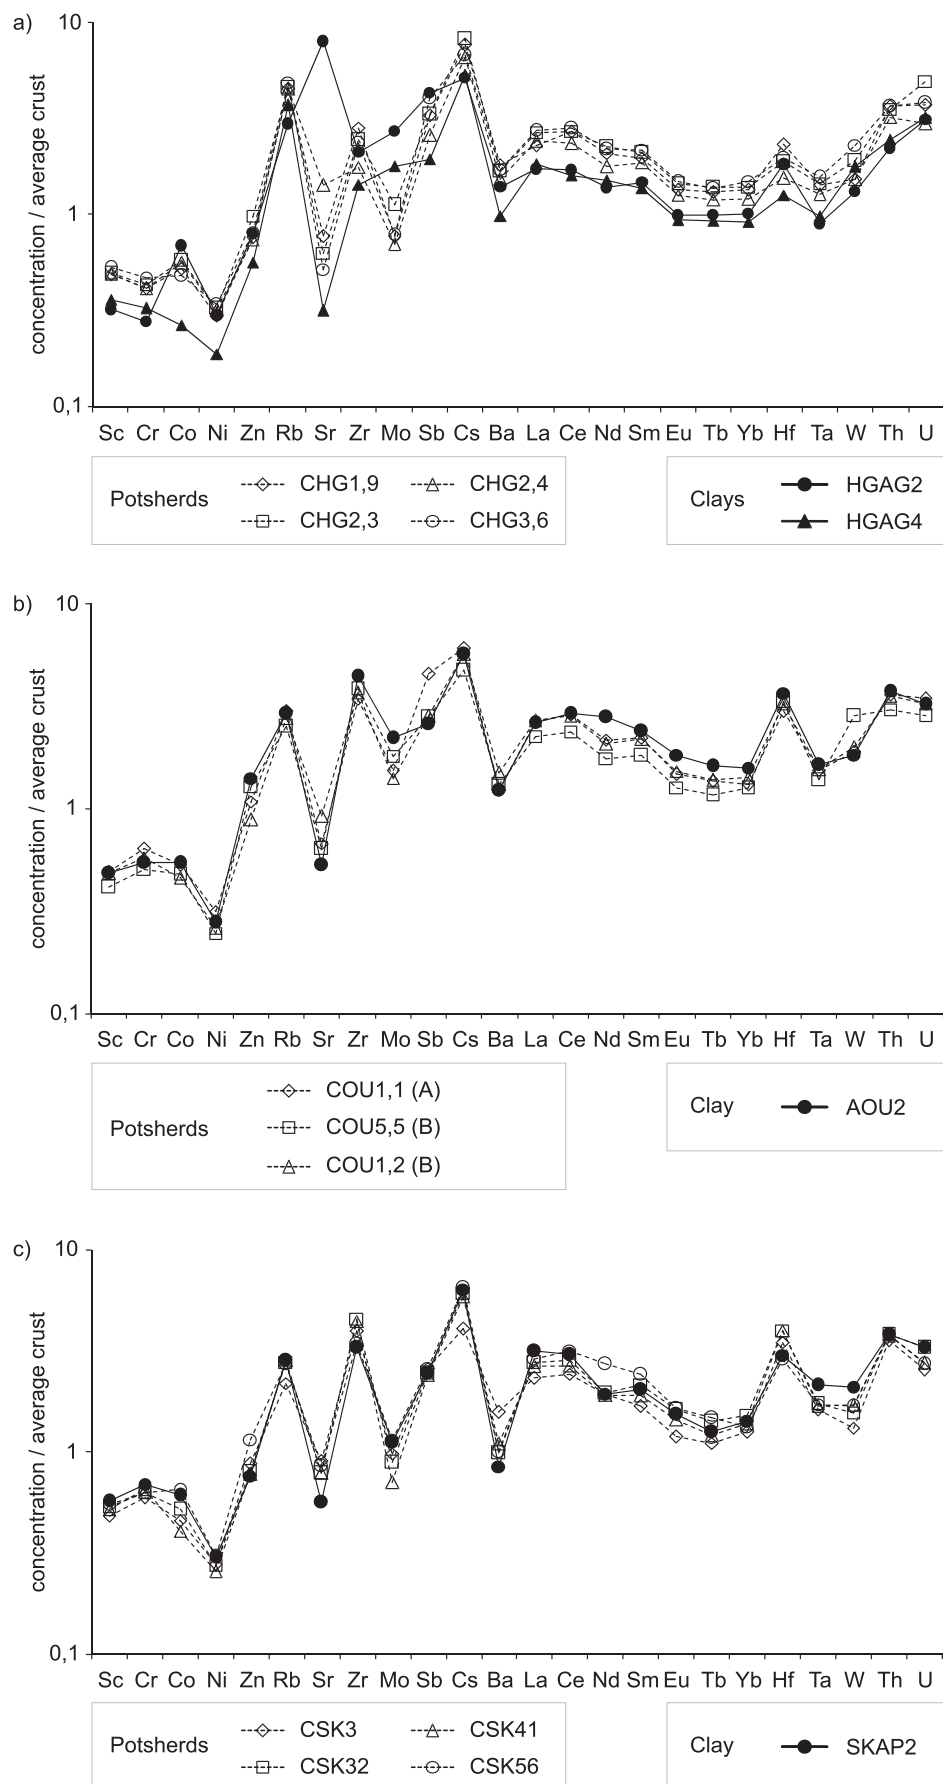 a)
10
1
0,1
concentration / average crust
Sc Cr Co Ni Zn Rb Sr Zr Mo Sb Cs Ba La Ce Nd Sm Eu Tb Yb Hf Ta W Th U
Potsherds
CHG1,9
CHG2,4
CHG2,3
CHG3,6
Clays
HGAG2
HGAG4
b)
10
1
0,1
concentration / average crust
Sc Cr Co Ni Zn Rb Sr Zr Mo Sb Cs Ba La Ce Nd Sm Eu Tb Yb Hf Ta W Th U
Potsherds
COU1,1 (A)
COU5,5 (B)
COU1,2 (B)
Clay
AOU2
c)
10
1
0,1
concentration / average crust
Sc Cr Co Ni Zn Rb Sr Zr Mo Sb Cs Ba La Ce Nd Sm Eu Tb Yb Hf Ta W Th U
Potsherds
CSK3
CSK41
CSK32
CSK56
Clay
SKAP2